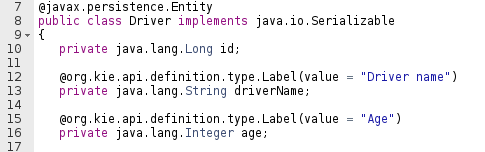 7 @javax.persistence.Entity
8 public class Driver implements java.io.Serializable
9 {
10    private java.lang.Long id;
11
12    @org.kie.api.definition.type.Label(value = "Driver name")
13    private java.lang.String driverName;
14
15    @org.kie.api.definition.type.Label(value = "Age")
16    private java.lang.Integer age;
17